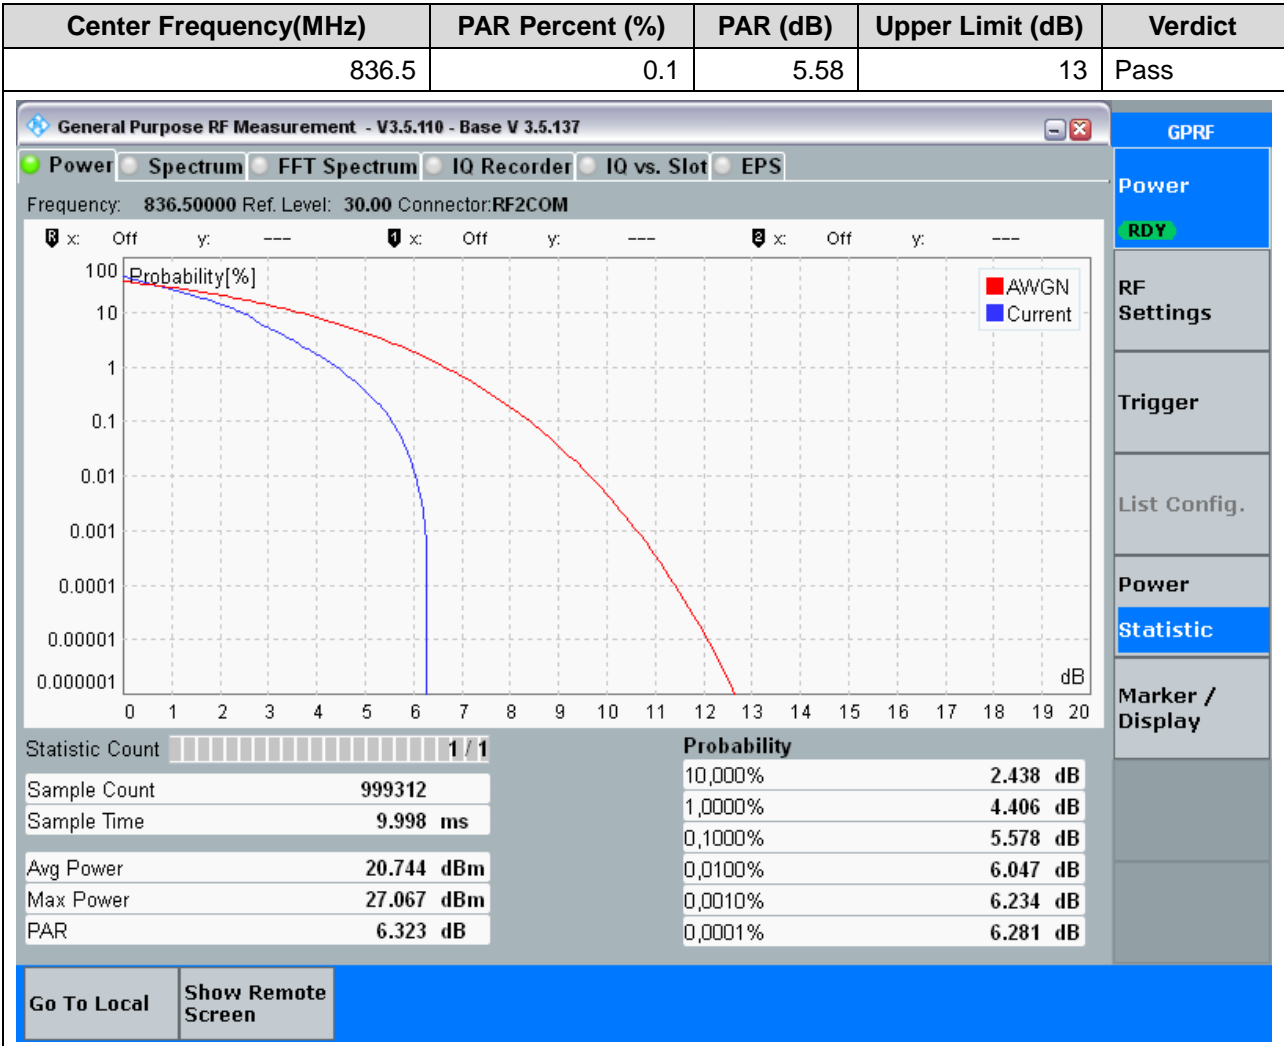 Center Frequency(MHz) PAR Percent (%) PAR (dB) Upper Limit (dB) Verdict
836.5 0.1 5.58 13 Pass
General Purpose RF Measurement - V3.5.110 - Base V 3.5.137
GPRF
Power Spectrum FFT Spectrum IQ Recorder IQ vs. Slot EPS
Frequency: 836.50000 Ref. Level: 30.00 Connector:RF2COM
R x: Off y: --- 1 x: Off y: --- 2 x: Off y: ---
Probability[%]
100
10
1
0.1
0.01
0.001
0.0001
0.00001
0.000001
AWGN
Current
dB
0 1 2 3 4 5 6 7 8 9 10 11 12 13 14 15 16 17 18 19 20
Statistic Count 1 / 1
Sample Count 999312
Sample Time 9.998 ms
Avg Power 20.744 dBm
Max Power 27.067 dBm
PAR 6.323 dB
Probability
10,000% 2.438 dB
1,0000% 4.406 dB
0,1000% 5.578 dB
0,0100% 6.047 dB
0,0010% 6.234 dB
0,0001% 6.281 dB
Power
RDY
RF
Settings
Trigger
List Config.
Power
Statistic
Marker /
Display
Go To Local
Show Remote
Screen